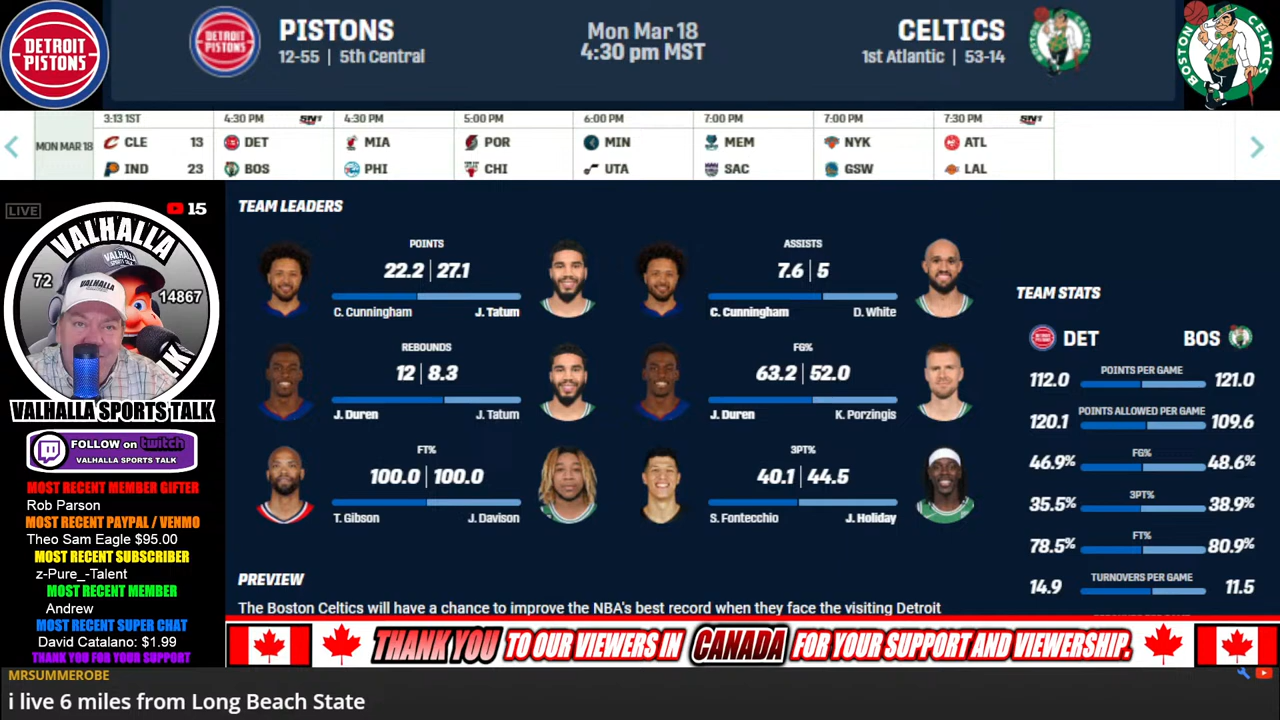 DETROIT
PISTONS
PISTONS
12-55 | 5th Central
Mon Mar 18
4:30 pm MST
CELTICS
1st Atlantic | 53-14
BOSTON
CELTICS
MON MAR 18
3:13 1ST
CLE 13
IND 23
4:30 PM SN1
DET
BOS
4:30 PM
MIA
PHI
5:00 PM
POR
CHI
6:00 PM
MIN
UTA
7:00 PM
MEM
SAC
7:00 PM
NYK
GSW
7:30 PM SN1
ATL
LAL
LIVE
15
VALHALLA
72
14867
TALK
VALHALLA SPORTS TALK
FOLLOW on twitch
VALHALLA SPORTS TALK
MOST RECENT MEMBER GIFTER
Rob Parson
MOST RECENT PAYPAL / VENMO
Theo Sam Eagle $95.00
MOST RECENT SUBSCRIBER
z-Pure_-Talent
MOST RECENT MEMBER
Andrew
MOST RECENT SUPER CHAT
David Catalano: $1.99
THANK YOU FOR YOUR SUPPORT
TEAM LEADERS
POINTS
22.2 | 27.1
C. Cunningham J. Tatum
ASSISTS
7.6 | 5
C. Cunningham D. White
REBOUNDS
12 | 8.3
J. Duren J. Tatum
FG%
63.2 | 52.0
J. Duren K. Porzingis
FT%
100.0 | 100.0
T. Gibson J. Davison
3PT%
40.1 | 44.5
S. Fontecchio J. Holiday
TEAM STATS
DET BOS
POINTS PER GAME
112.0 121.0
POINTS ALLOWED PER GAME
120.1 109.6
FG%
46.9% 48.6%
3PT%
35.5% 38.9%
FT%
78.5% 80.9%
TURNOVERS PER GAME
14.9 11.5
PREVIEW
The Boston Celtics will have a chance to improve the NBA's best record when they face the visiting Detroit
THANK YOU TO OUR VIEWERS IN CANADA FOR YOUR SUPPORT AND VIEWERSHIP.
MRSUMMEROBE
i live 6 miles from Long Beach State